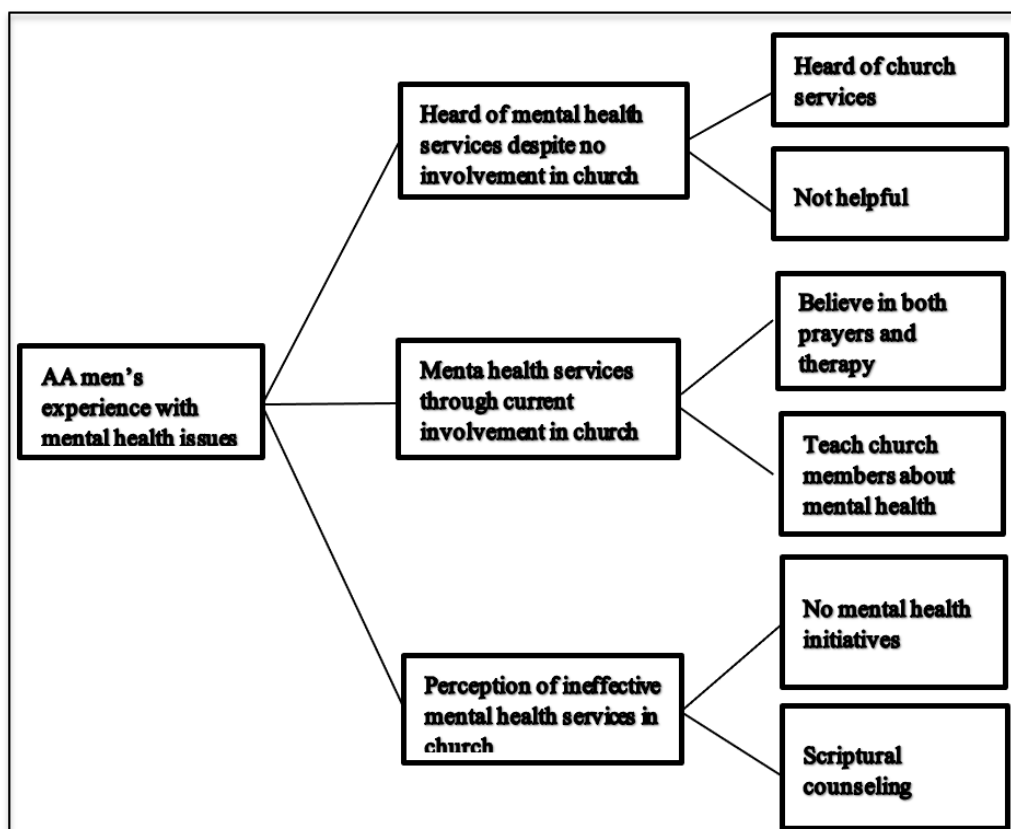 AA men’s
experience with
mental health issues
Heard of mental health
services despite no
involvement in church
Heard of church
services
Not helpful
Menta health services
through current
involvement in church
Believe in both
prayers and
therapy
Teach church
members about
mental health
Perception of ineffective
mental health services in
church
No mental health
initiatives
Scriptural
counseling